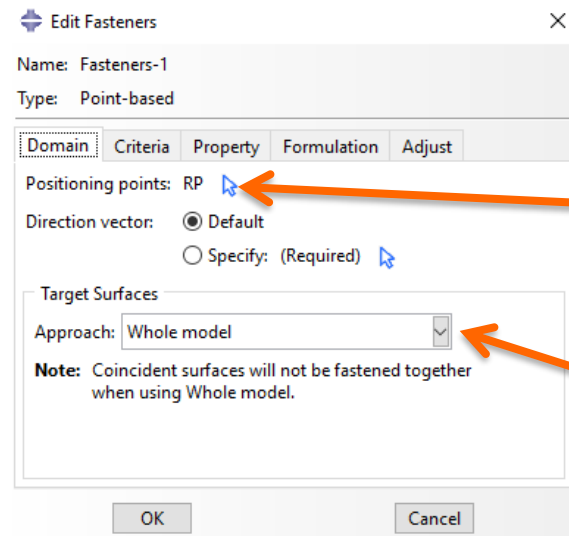 Edit Fasteners
Name: Fasteners-1
Type: Point-based
Domain Criteria Property Formulation Adjust
Positioning points: RP
Direction vector: Default
Specify: (Required)
Target Surfaces
Approach: Whole model
Note: Coincident surfaces will not be fastened together
when using Whole model.
OK Cancel